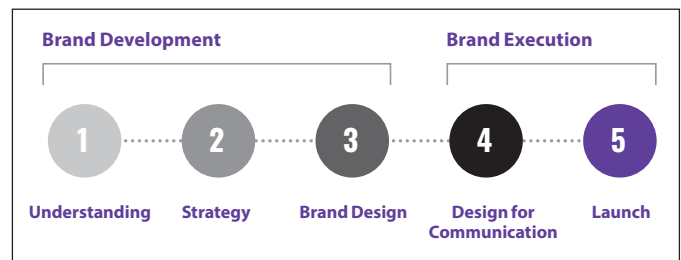 Brand Development
Brand Execution
1
2
3
4
5
Understanding
Strategy
Brand Design
Design for
Communication
Launch